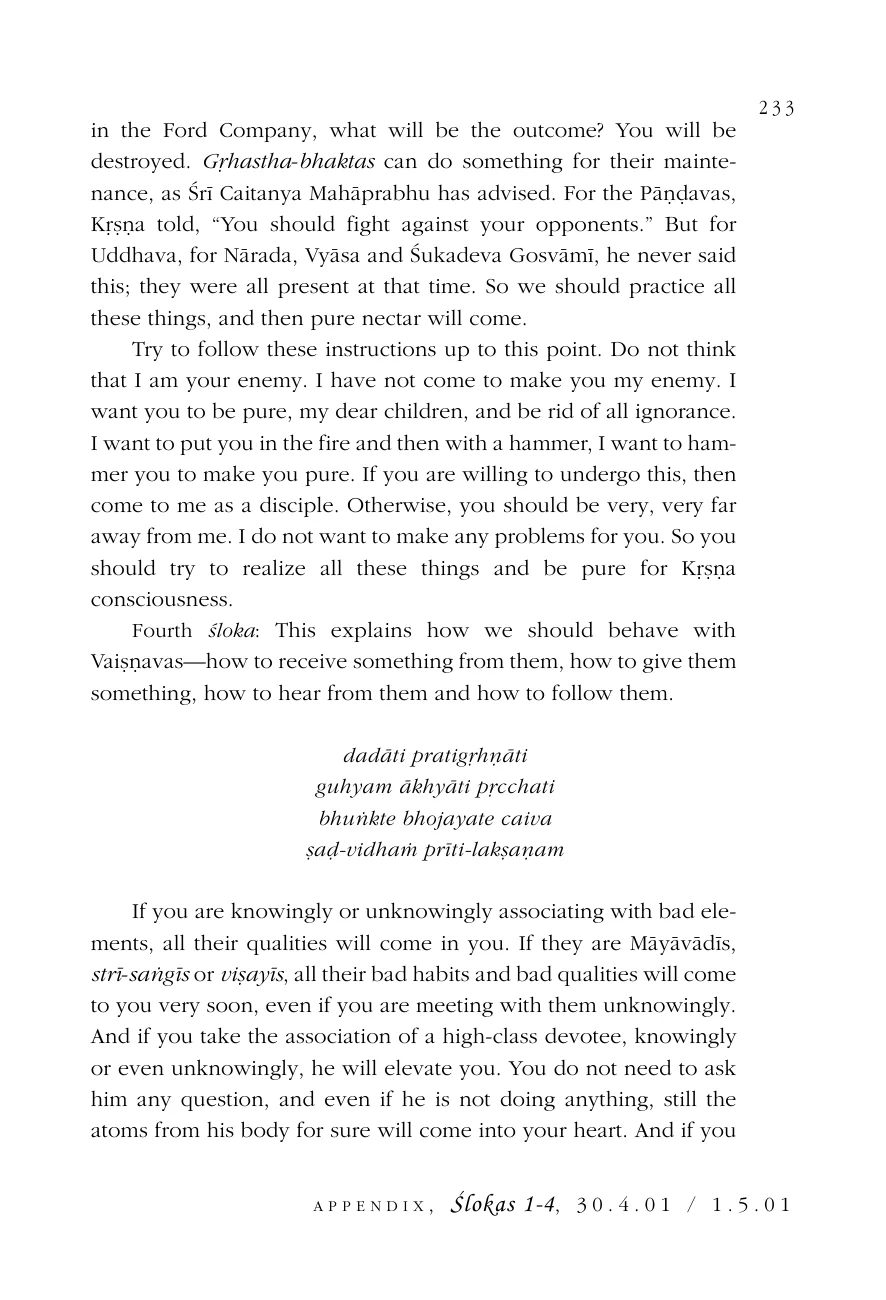 233
in the Ford Company, what will be the outcome? You will be
destroyed. Gṛhastha-bhaktas can do something for their mainte-
nance, as Śrī Caitanya Mahāprabhu has advised. For the Pāṇḍavas,
Kṛṣṇa told, “You should fight against your opponents.” But for
Uddhava, for Nārada, Vyāsa and Śukadeva Gosvāmī, he never said
this; they were all present at that time. So we should practice all
these things, and then pure nectar will come.
Try to follow these instructions up to this point. Do not think
that I am your enemy. I have not come to make you my enemy. I
want you to be pure, my dear children, and be rid of all ignorance.
I want to put you in the fire and then with a hammer, I want to ham-
mer you to make you pure. If you are willing to undergo this, then
come to me as a disciple. Otherwise, you should be very, very far
away from me. I do not want to make any problems for you. So you
should try to realize all these things and be pure for Kṛṣṇa
consciousness.
Fourth śloka: This explains how we should behave with
Vaiṣṇavas—how to receive something from them, how to give them
something, how to hear from them and how to follow them.
dadāti pratigṛhṇāti
guhyam ākhyāti pṛcchati
bhuṅkte bhojayate caiva
ṣaḍ-vidhaṁ prīti-lakṣaṇam
If you are knowingly or unknowingly associating with bad ele-
ments, all their qualities will come in you. If they are Māyāvādīs,
strī-saṅgīs or viṣayīs, all their bad habits and bad qualities will come
to you very soon, even if you are meeting with them unknowingly.
And if you take the association of a high-class devotee, knowingly
or even unknowingly, he will elevate you. You do not need to ask
him any question, and even if he is not doing anything, still the
atoms from his body for sure will come into your heart. And if you
APPENDIX, Ślokas 1-4, 30.4.01 / 1.5.01